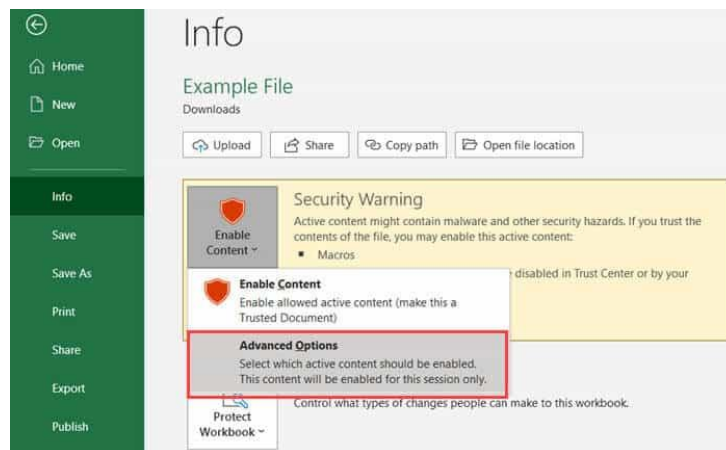 Info
Home
New
Open
Info
Save
Save As
Print
Share
Export
Publish
Example File
Downloads
Upload
Share
Copy path
Open file location
Enable
Content
Security Warning
Active content might contain malware and other security hazards. If you trust the
contents of the file, you may enable this active content:
▪ Macros
e disabled in Trust Center or by your
Enable Content
Enable allowed active content (make this a
Trusted Document)
Advanced Options
Select which active content should be enabled.
This content will be enabled for this session only.
Protect
Workbook
Control what types of changes people can make to this workbook.